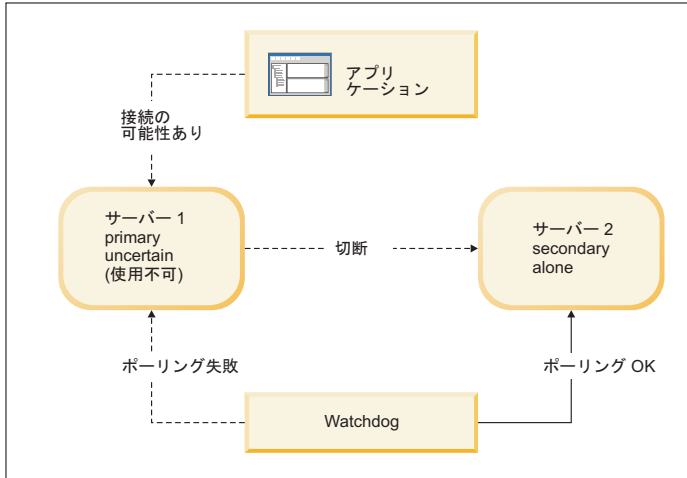 アプリ
ケーション
接続の
可能性あり
サーバー 1
primary
uncertain
(使用不可)
切断
サーバー 2
secondary
alone
ポーリング失敗
ポーリング OK
Watchdog